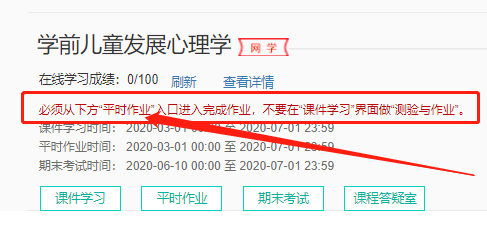 学前儿童发展心理学 网 学
在线学习成绩：0/100 刷新 查看详情
必须从下方“平时作业”入口进入完成作业，不要在“课件学习”界面做“测验与作业”。
课件学习时间： 2020-03-01 00:00 至 2020-07-01 23:59
平时作业时间： 2020-03-01 00:00 至 2020-07-01 23:59
期末考试时间： 2020-06-10 00:00 至 2020-07-01 23:59
课件学习 平时作业 期末考试 课程答疑室